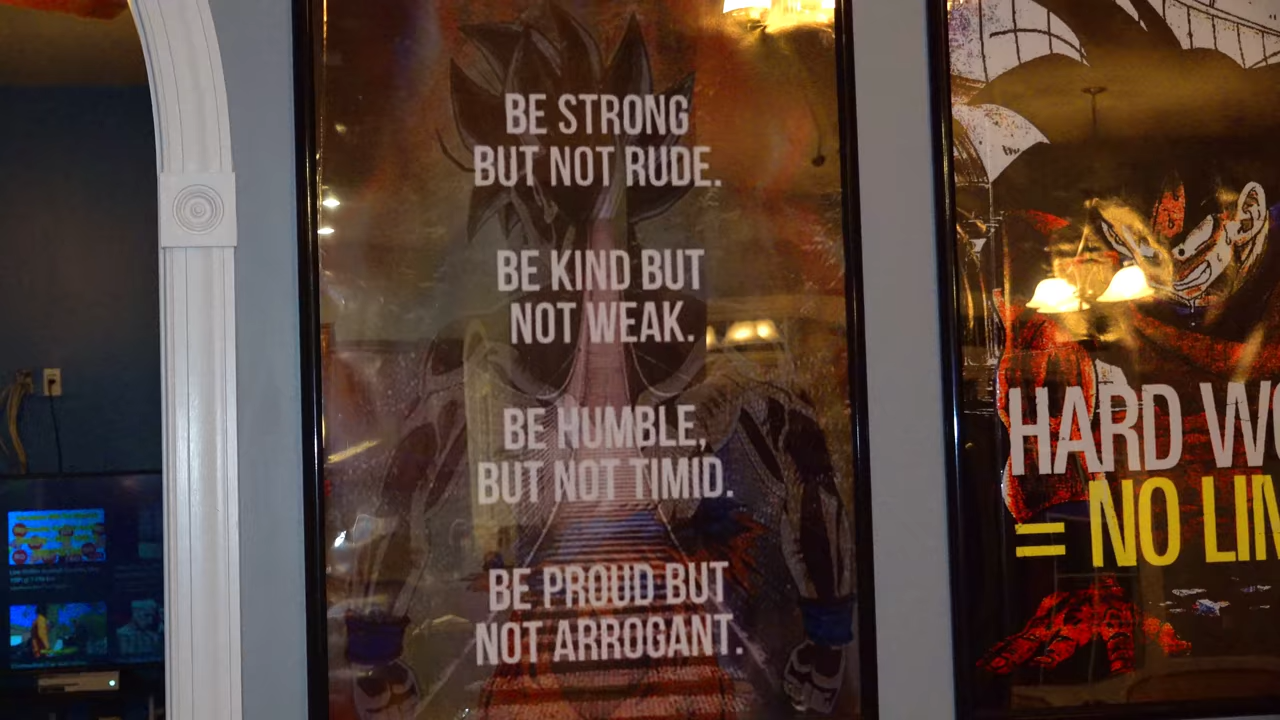 BE STRONG
BUT NOT RUDE.
BE KIND BUT
NOT WEAK.
BE HUMBLE,
BUT NOT TIMID.
BE PROUD BUT
NOT ARROGANT.
HARD
= NO